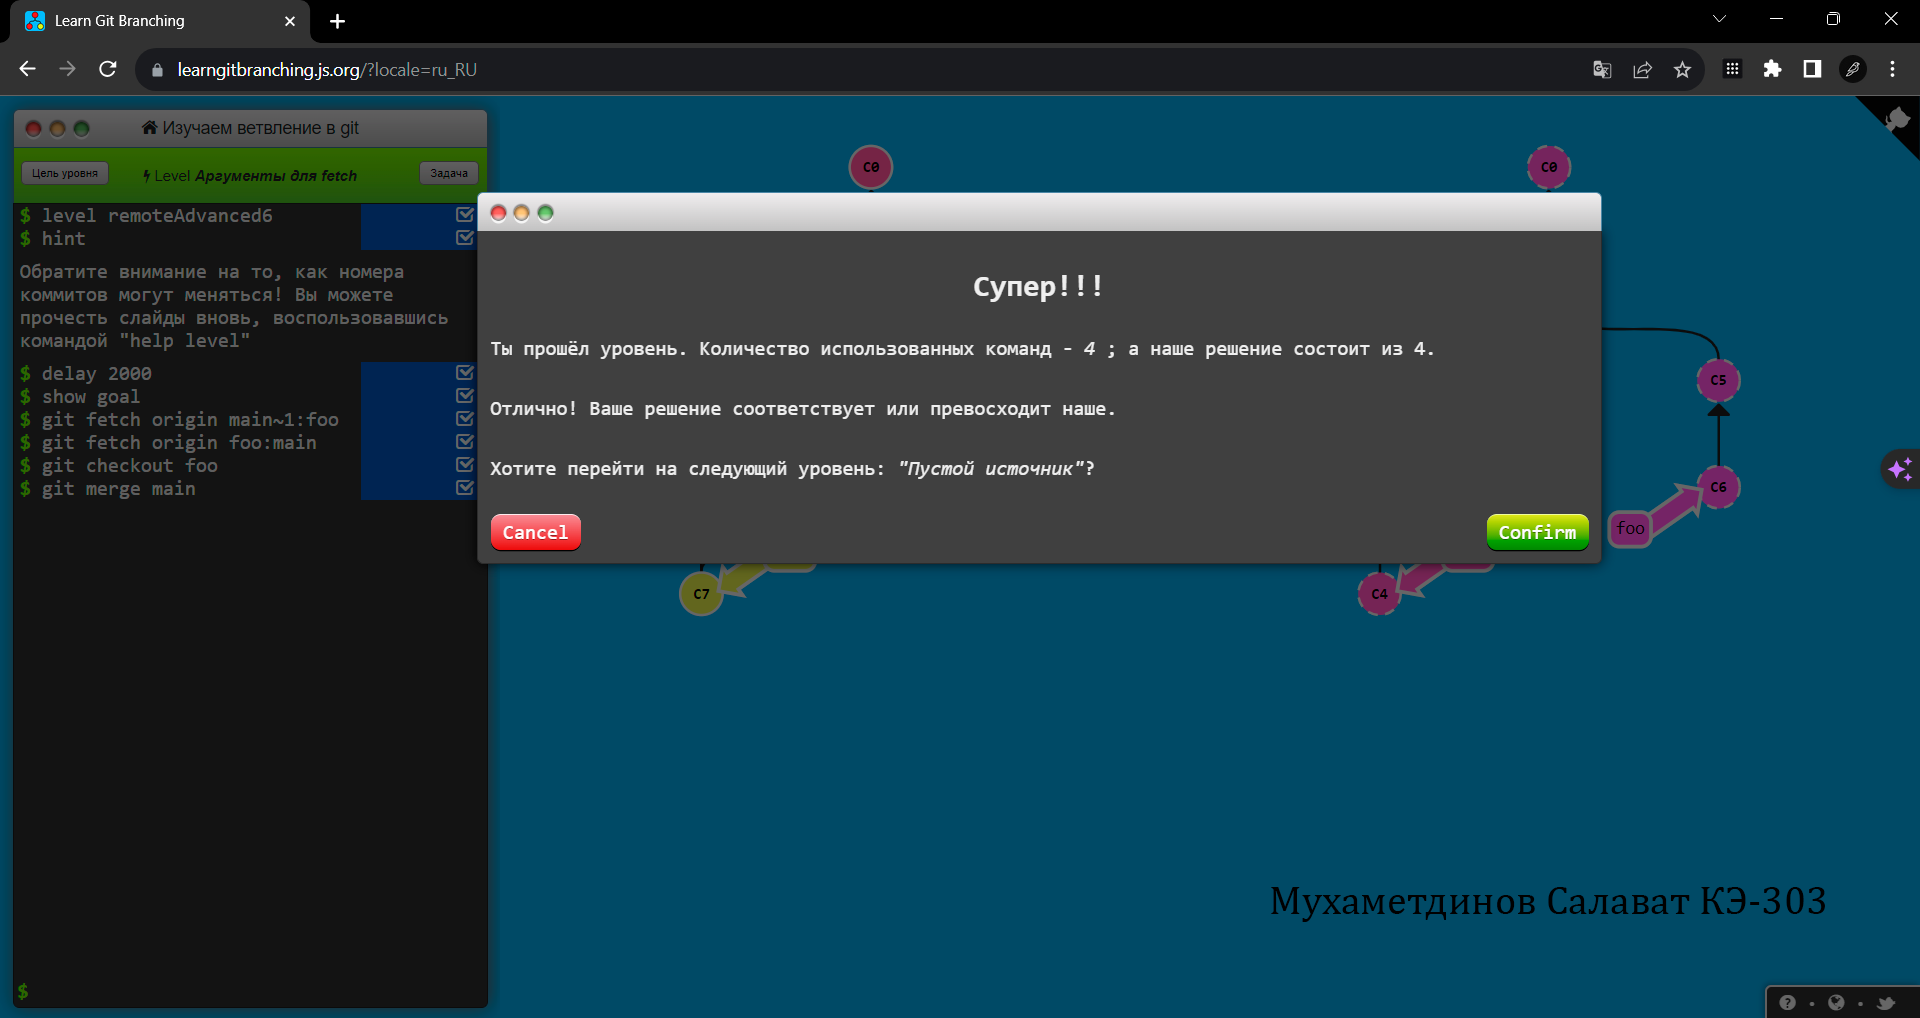 Learn Git Branching
learngitbranching.js.org/?locale=ru_RU
Изучаем ветвление в git
Цель уровня
Level Аргументы для fetch
Задача
$ level remoteAdvanced6
$ hint
Обратите внимание на то, как номера
коммитов могут меняться! Вы можете
прочесть слайды вновь, воспользовавшись
командой "help level"
$ delay 2000
$ show goal
$ git fetch origin main~1:foo
$ git fetch origin foo:main
$ git checkout foo
$ git merge main
$
C0
C0
Супер!!!
Ты прошёл уровень. Количество использованных команд - 4 ; а наше решение состоит из 4.
Отлично! Ваше решение соответствует или превосходит наше.
Хотите перейти на следующий уровень: "Пустой источник"?
Cancel
Confirm
C5
C6
foo
C7
C4
Мухаметдинов Салават КЭ-303